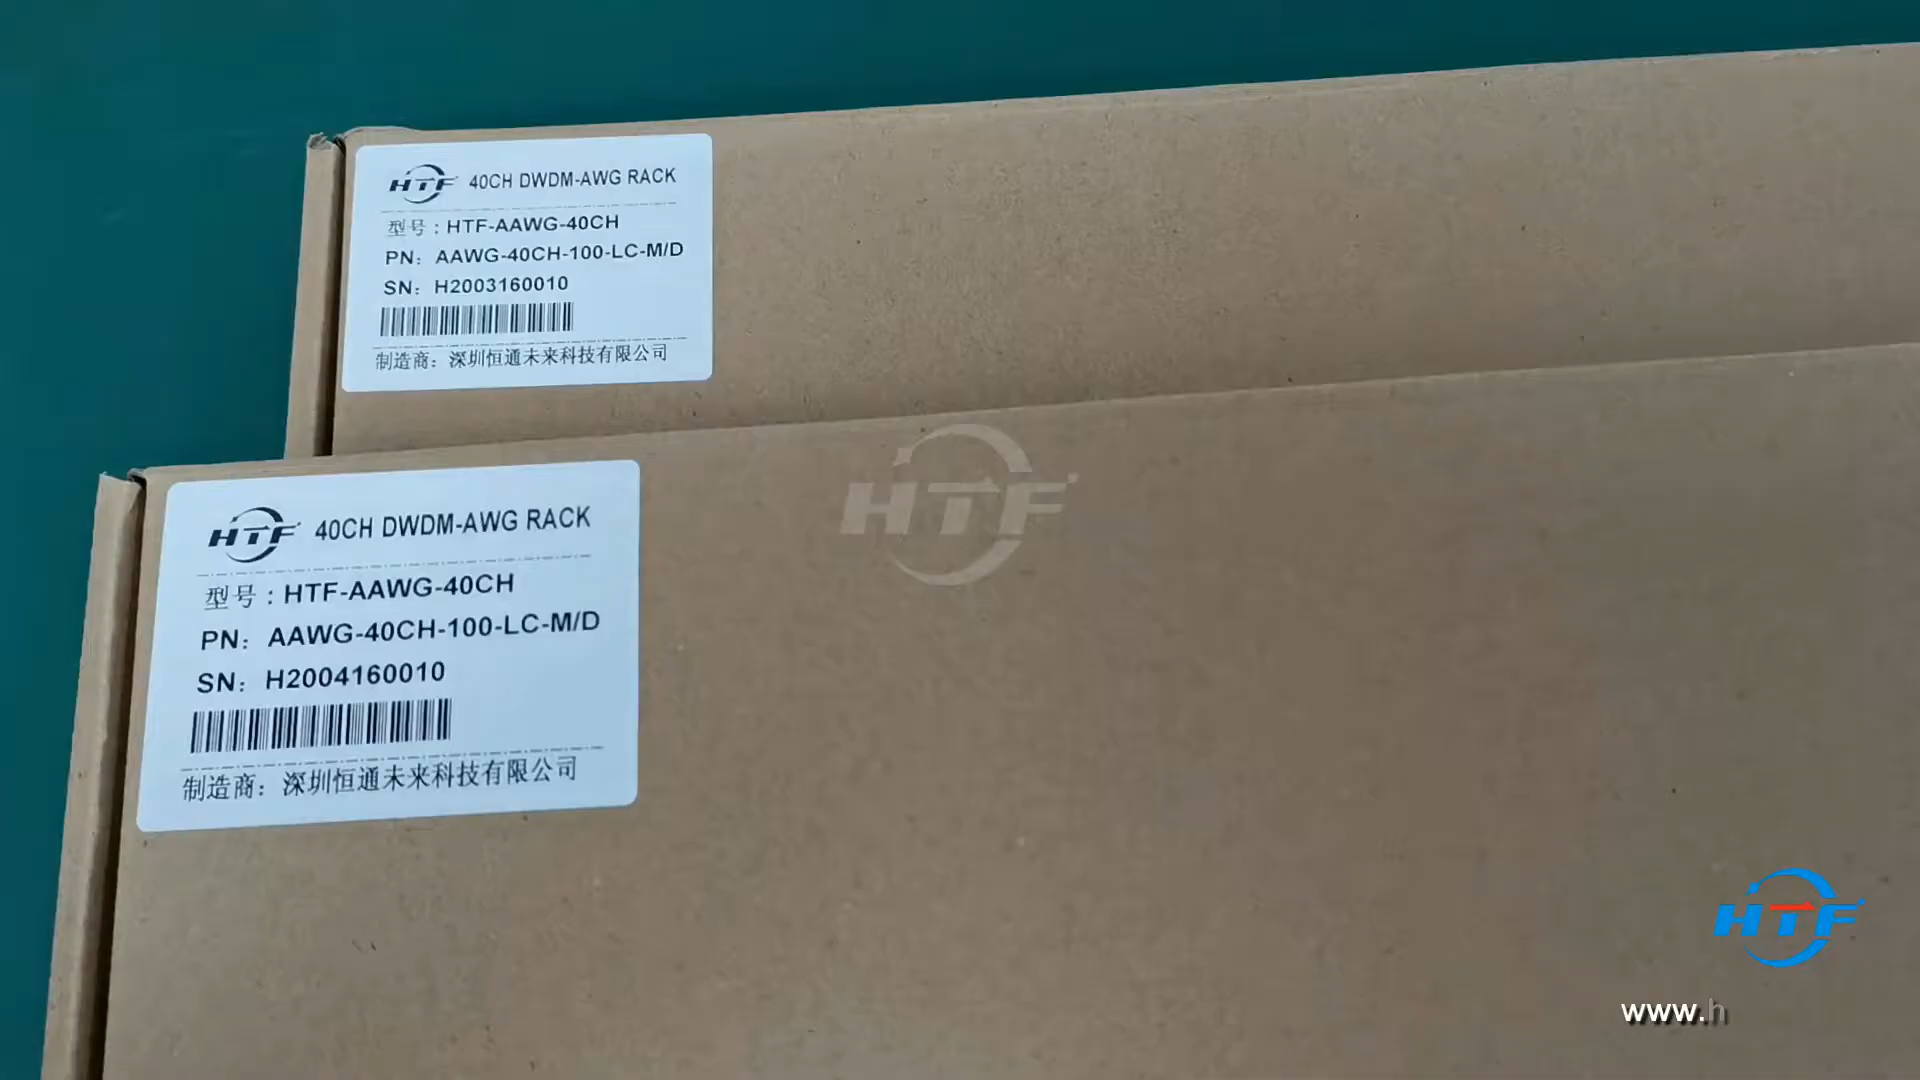 HTF 40CH DWDM-AWG RACK
型号：HTF-AAWG-40CH
PN：AAWG-40CH-100-LC-M/D
SN：H2003160010
制造商：深圳恒通未来科技有限公司
HTF 40CH DWDM-AWG RACK
型号：HTF-AAWG-40CH
PN：AAWG-40CH-100-LC-M/D
SN：H2004160010
制造商：深圳恒通未来科技有限公司
HTF
HTF
www.h